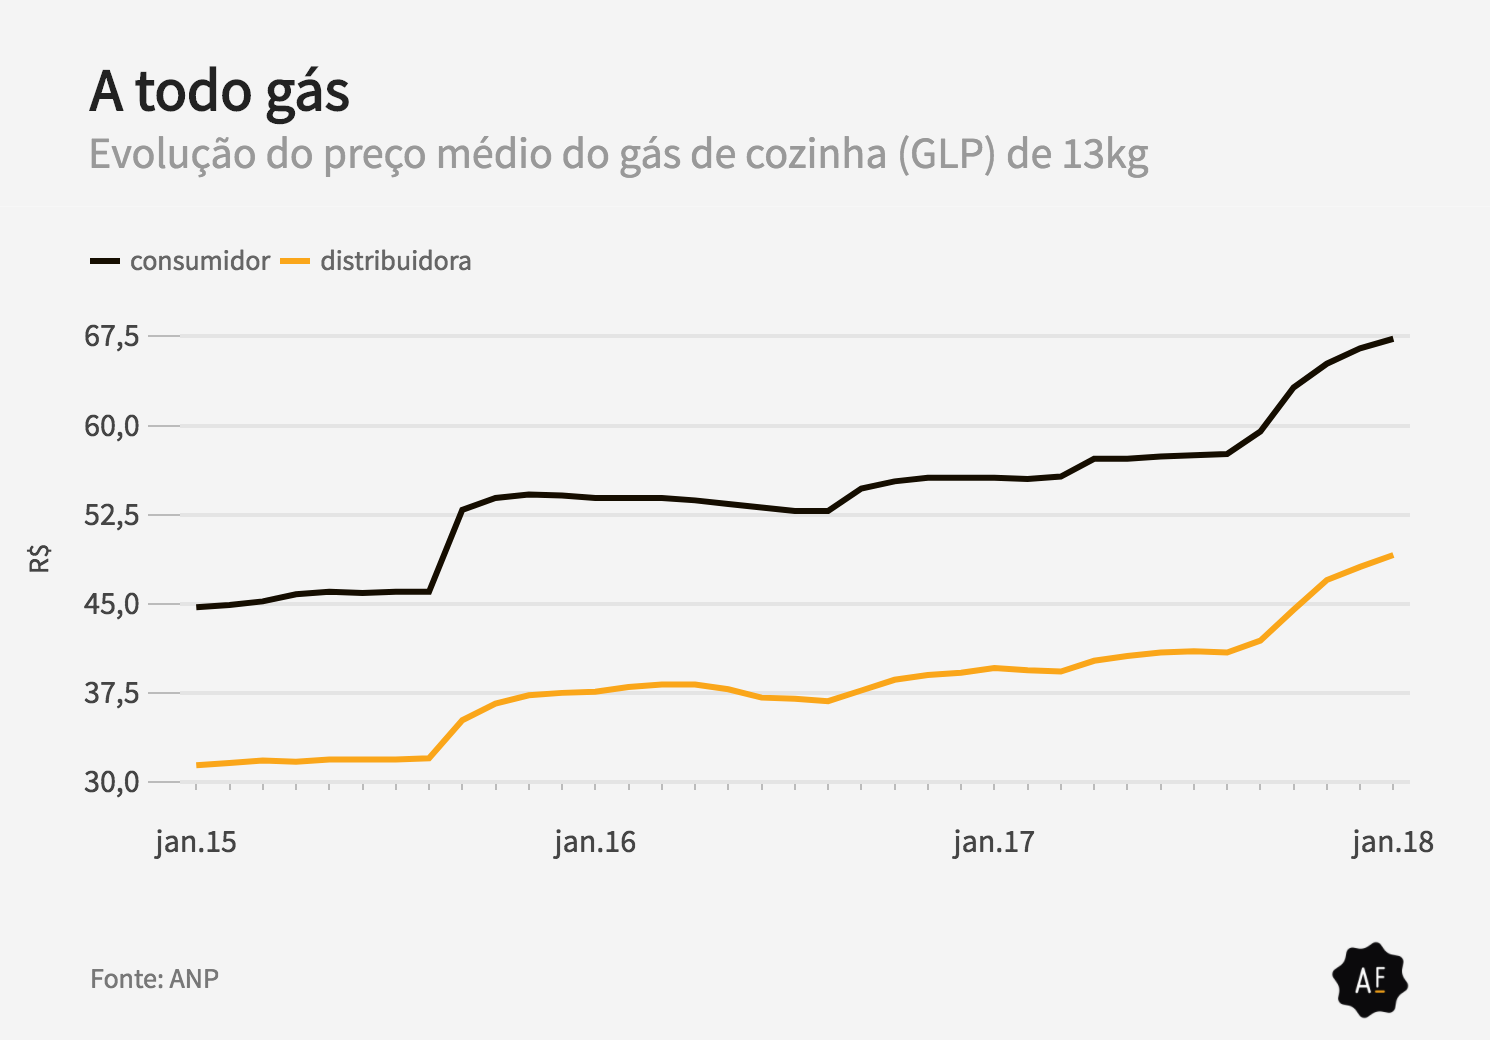 A todo gás
Evolução do preço médio do gás de cozinha (GLP) de 13kg
consumidor distribuidora
67,5
60,0
52,5
45,0
37,5
30,0
R$
jan.15 jan.16 jan.17 jan.18
Fonte: ANP
AF